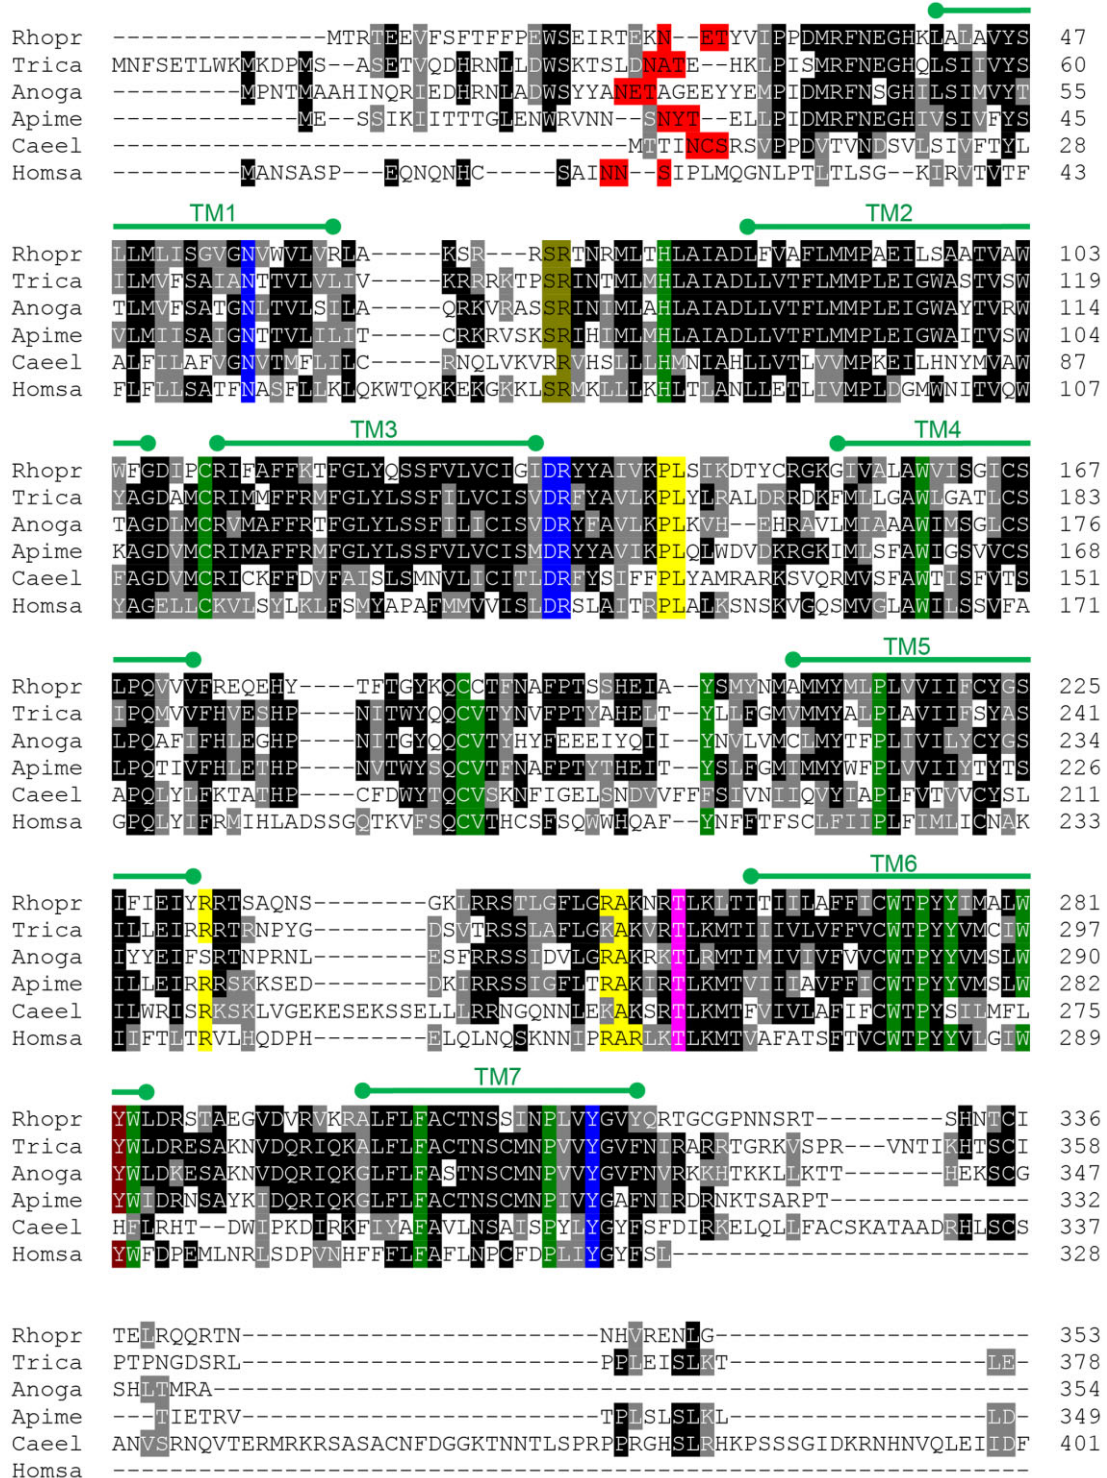 Rhopr ---------------MTRTEEVFSFTFFPEWSEIRTEKN--ETYVIPPDMRFNEGHKLALAVYS 47
Trica MNFSETLWKMKDPMS--ASETVQDHRNLLDWSKTSLDNATE--HKLPISMRFNEGHQLSIIVYS 60
Anoga ---------MPNTMAAHINQRIEDHRNLADWSYYANETAGEEYYEMPIDMRFNSGHILSIMVYT 55
Apime -------------ME--SSIKIITTTGLENWRVNN--SNYT--ELLPIDMRFNEGHIVSIVFYS 45
Caeel ------------------------------------MTTINCSRSVPPDVTVNDSVLSIVFTYL 28
Homsa ---------MANSASP---EQNQNHC-----SAINN--SIPLMQGNLPTLTLSG--KIRVTVTF 43
TM1 TM2
Rhopr LLMLISGVGNVWVLVRLA-----KSR---RSRTNRMLTHLAIADLFVAFLMMPAEILSAATVAW 103
Trica ILMVFSAIANTTVLVLIV-----KRRRKTPSSRINTMLMHLAIADLLVTFLMMPLEIGWASTVSW 119
Anoga TLMVFSATGNLTVLSILA-----QRKVRASSRINIMLAHLAIADLLVTFLMMPLEIGWAYTVRW 114
Apime VLMIISAIGNTTVLILIT-----CRKRVSKSRLHIMLMHLAIADLLVTFLMMPLEIGWAITVSW 104
Caeel ALFILAFVGNVTMFLILC-----RNQLVKVRRVHSLLLHMNIAHLLVTLVVMPKEILHNYMVAW 87
Homsa FLFLLSATFNASFLLKLQKWTQKKEKGKKLSRMKLLLKHLTLANLLETLIVMPLDGMWNITVQW 107
TM3 TM4
Rhopr WFGDIPCRIFAFFKTFGLYQSSFVLVCIGIDRYYAIVKPLSIKDTYCRGKGIVALAWVISGICS 167
Trica YAGDAMCRIMMFFRMFGLYLSSFILVCISVDRFYAVLKPLYLRALDRRDKFMLLGAWLGATLCS 183
Anoga TAGDLMCRVMAFFRTFGLYLSSFILICISVDRYFAVLKPLKVH--EHRAVLMIAAAWIMSGLCS 176
Apime KAGDVMCRIMAFFRMFGLYLSSFVLVCISMDRYYAVIKPLQLWDVDKRGKIMLSFAWIGSVVCS 168
Caeel FAGDVMCRICKFFDVFAISLSMNVLICITLDRFYSIFFPLYAMRARKSVQRMVSFAWTISFVTS 151
Homsa YAGELLCKVLSYLKLFSMYAPAFMMVVISLDRSLAITRPLALKSNSKVGQSMVGLAWILSSVFA 171
TM5
Rhopr LPQVVVFREQEHY----TFTGYKQCCTFNAFPTSSHEIA--YSMYNMAMMYMLPLVVIIFCYGS 225
Trica IPQMVVFHVESHP----NITWYQQCVTYNVFPTYAHELT--YLLFGMVMMYALPLAVIIFSYAS 241
Anoga LPQAFIFHLEGHP----NITGYQQCVTYHYFEEEIYQII--YNVLVMCLMYTFPLIVILYCYGS 234
Apime LPQTIVFHLETHP----NVTWYSQCVTFNAFPTYTHEIT--YSLFGMIMMYWFPLVVIIYTYTS 226
Caeel APQLYLFKTATHP----CFDWYTQCVSKNFIGELSNDVVFFFSIVNIIQVYIAPLFVTVVCYSL 211
Homsa GPQLYIFRMIHLADSSGQTKVFSQCVTHCSFSQWWHQAF--YNFFTFSCLFIIPLFIMLICNAK 233
TM6
Rhopr IFIEIYRRTSAQNS--------GKLRRSTLGFLGRAKNRTLKLTITIILAFFICWTPYYIMALW 281
Trica ILLEIRRRTRNPYG--------DSVTRSSLAFLGKAKVRTLKMTIIIVLVFFVCWTPYYVMCIW 297
Anoga IYYEIFSRTNPRNL--------ESFRRSSIDVLGRAKRKTLRMTIMIVIVFVVCWTPYYVMSLW 290
Apime ILLEIRRRSKKSED--------DKIRRSSIGFLTRAKIRTLKMTVIIIAVFFICWTPYYVMSLW 282
Caeel ILWRISRKSKLVGEKESEKSSELLLRRNGQNNLEKAKSRTLKMTFVIVLAFIFCWTPYSILMFL 275
Homsa IIFTLTRVLHQDPH--------ELQLNQSKNNIPRARLKTLKMTVAFATSFTVCWTPYYVLGIW 289
TM7
Rhopr YWLDRSTAEGVDVRVKRALFLFACTNSSINPLVYGVYQRTGCGPNNSRT---------SHNTCI 336
Trica YWLDRESAKNVDQRIQKALFLFACTNSCMNPVVYGVFNIRARRTGRKVSPR---VNTIKHTSCI 358
Anoga YWLDKESAKNVDQRIQKGLFLFASTNSCMNPVVYGVFNVRKKHTKKLLKTT-------HEKSCG 347
Apime YWIDRNSAYKIDQRIQKGLFLFACTNSCMNPIVYGAFNIRDRNKTSARPT-------------- 332
Caeel HFLRHT--DWIPKDIRKFIYAFAVLNSAISPYLYGYFSFDIRKELQLLFACSKATAADRHLSCS 337
Homsa YWFDPEMLNRLSDPVNHFFFLFAFLNPCFDPLIYGYFSL------------------------- 328
Rhopr TELRQQRTN-------------------------NHVRENLG---------------------- 353
Trica PTPNGDSRL-------------------------PPLEISLKT------------------LE- 378
Anoga SHLTMRA--------------------------------------------------------- 354
Apime ---TIETRV-------------------------TPLSLSLKL------------------LD- 349
Caeel ANVSRNQVTERMRKRSASACNFDGGKTNNTLSPRPPRGHSLRHKPSSSGIDKRNHNVQLEIIDF 401
Homsa ----------------------------------------------------------------